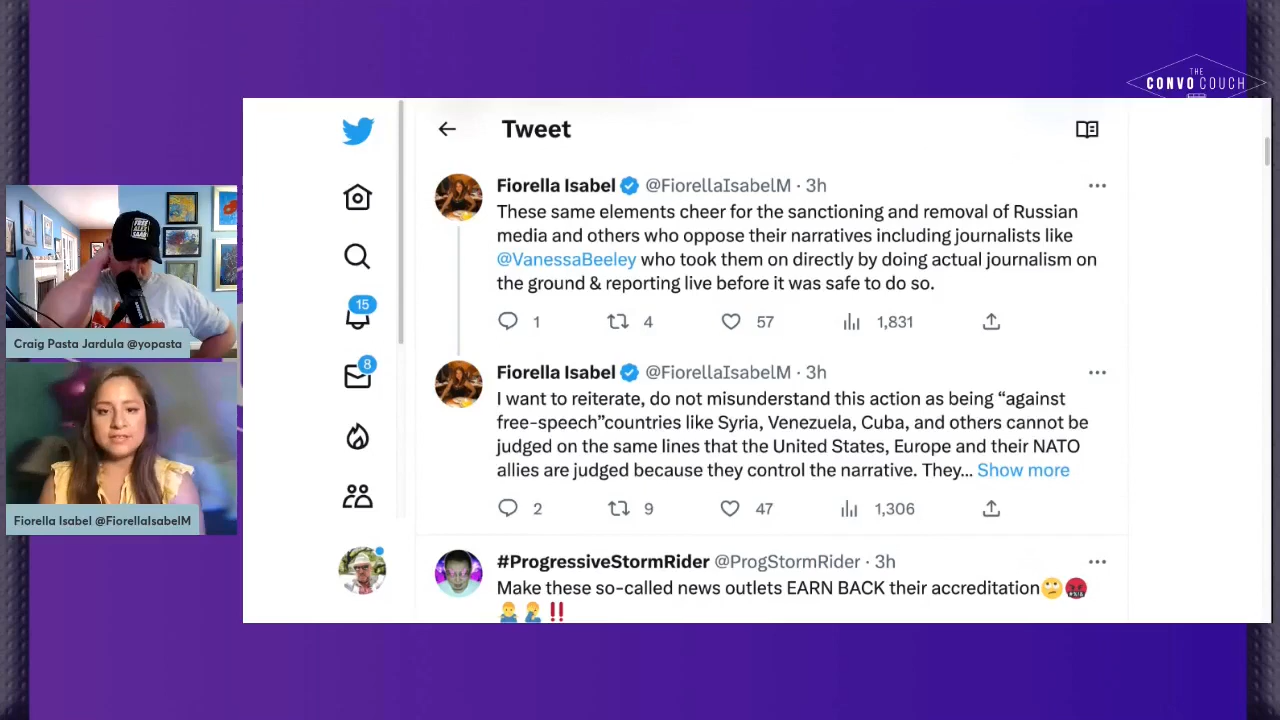 THE
CONVO COUCH
Tweet
Fiorella Isabel @FiorellaIsabelM · 3h
These same elements cheer for the sanctioning and removal of Russian
media and others who oppose their narratives including journalists like
@VanessaBeeley who took them on directly by doing actual journalism on
the ground & reporting live before it was safe to do so.
1 4 57 1,831
Fiorella Isabel @FiorellaIsabelM · 3h
I want to reiterate, do not misunderstand this action as being “against
free-speech”countries like Syria, Venezuela, Cuba, and others cannot be
judged on the same lines that the United States, Europe and their NATO
allies are judged because they control the narrative. They... Show more
2 9 47 1,306
#ProgressiveStormRider @ProgStormRider · 3h
Make these so-called news outlets EARN BACK their accreditation🙄🤬
🤷‍♂️🤦‍♂️‼️
15
8
FREE
ALEX
SAAB
Craig Pasta Jardula @yopasta
Fiorella Isabel @FiorellaIsabelM